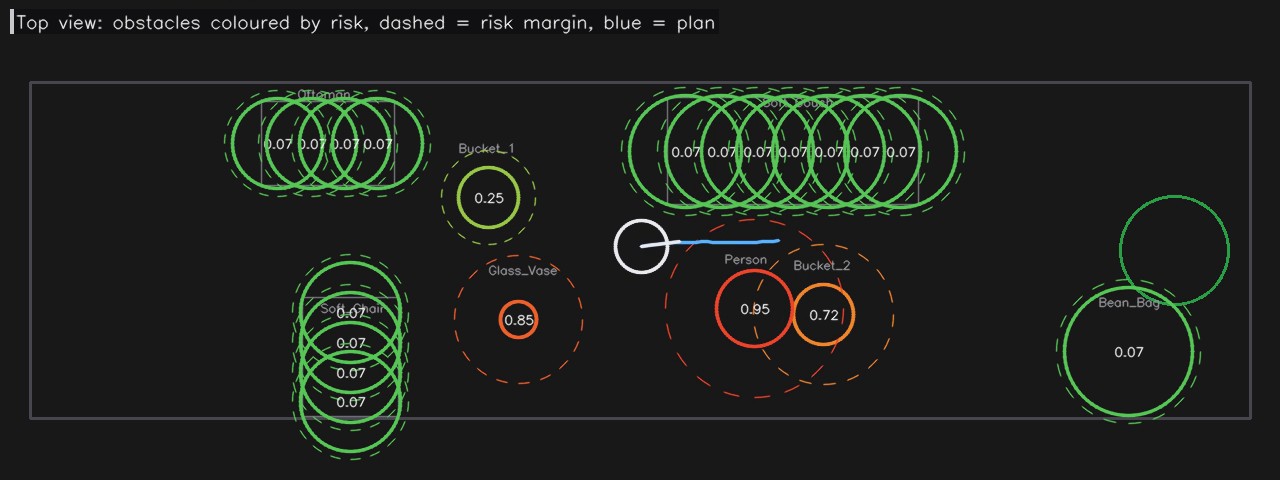 Top view: obstacles coloured by risk, dashed = risk margin, blue = plan
Ottoman
0.07 0.07 0.07 0.07
Bucket_1
0.25
Soft_Couch
0.07 0.07 0.07 0.07 0.07 0.07 0.07
Glass_Vase
0.85
Person
0.95
Bucket_2
0.72
Soft_Chair
0.07
0.07
0.07
0.07
Bean_Bag
0.07